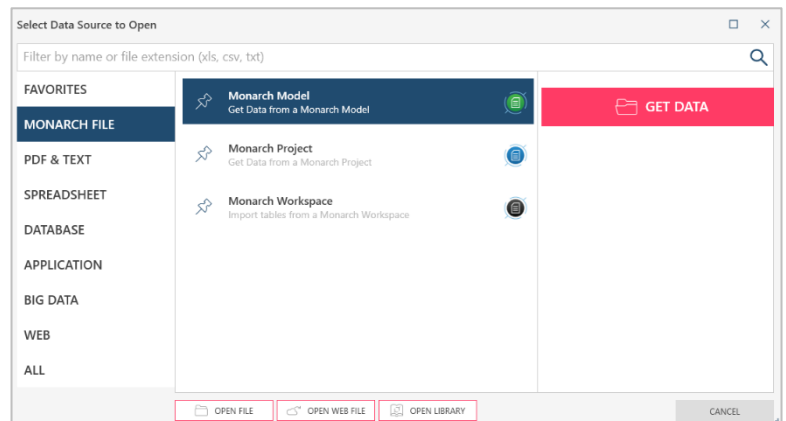 Select Data Source to Open
Filter by name or file extension (xls, csv, txt)
FAVORITES
MONARCH FILE
PDF & TEXT
SPREADSHEET
DATABASE
APPLICATION
BIG DATA
WEB
ALL
Monarch Model
Get Data from a Monarch Model
Monarch Project
Get Data from a Monarch Project
Monarch Workspace
Import tables from a Monarch Workspace
GET DATA
OPEN FILE
OPEN WEB FILE
OPEN LIBRARY
CANCEL